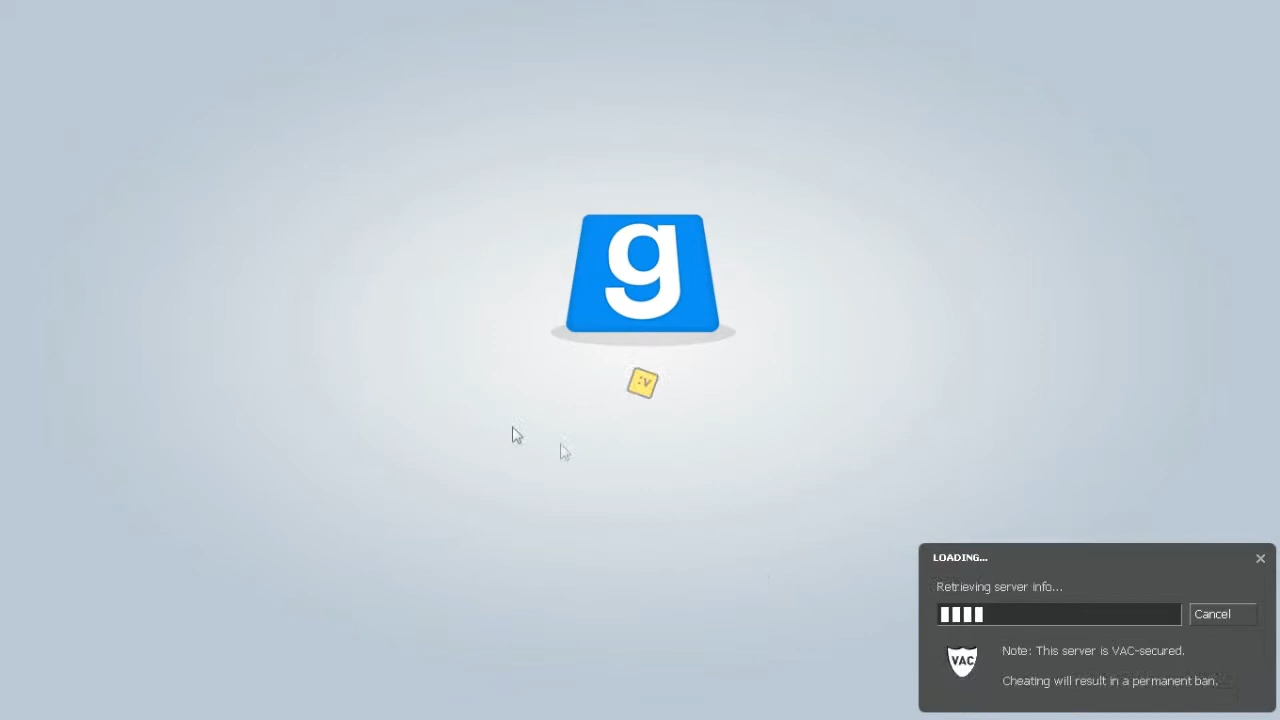 g
:v
LOADING...
Retrieving server info...
Cancel
VAC
Note: This server is VAC-secured.
Cheating will result in a permanent ban.